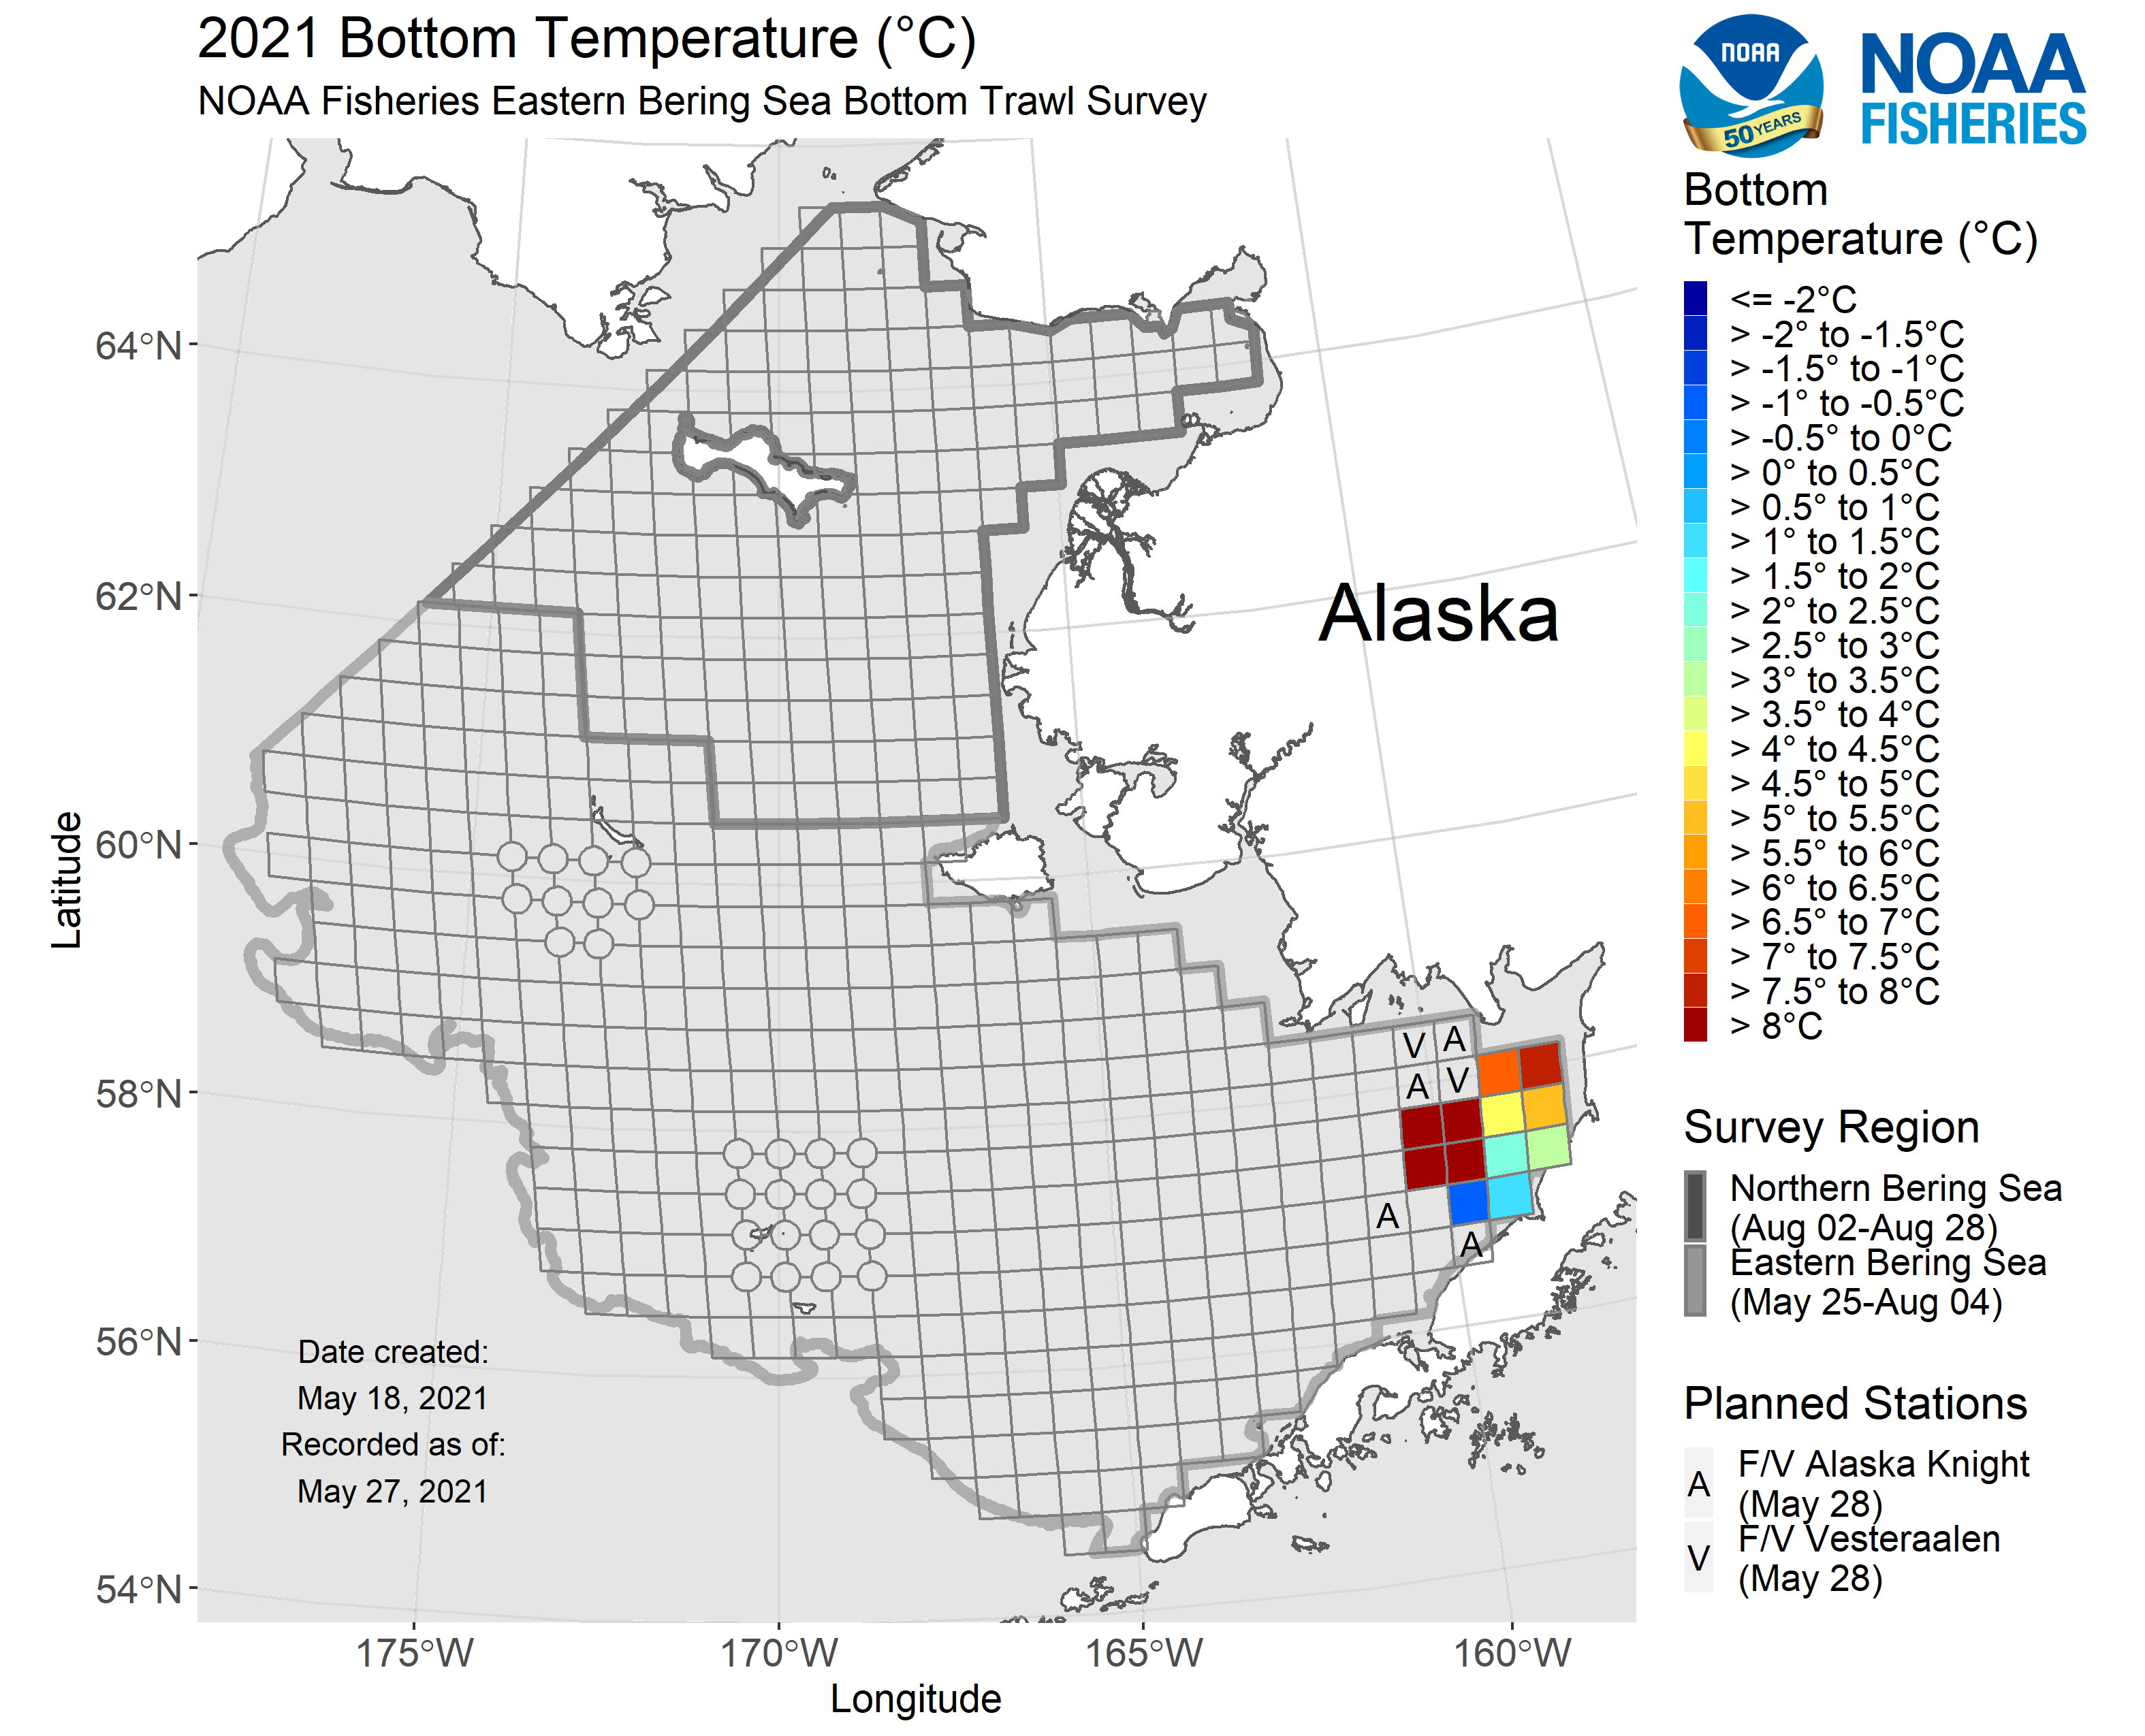 2021 Bottom Temperature (°C)
NOAA Fisheries Eastern Bering Sea Bottom Trawl Survey
NOAA
50 YEARS
NOAA
FISHERIES
Bottom
Temperature (°C)
<= -2°C
> -2° to -1.5°C
> -1.5° to -1°C
> -1° to -0.5°C
> -0.5° to 0°C
> 0° to 0.5°C
> 0.5° to 1°C
> 1° to 1.5°C
> 1.5° to 2°C
> 2° to 2.5°C
> 2.5° to 3°C
> 3° to 3.5°C
> 3.5° to 4°C
> 4° to 4.5°C
> 4.5° to 5°C
> 5° to 5.5°C
> 5.5° to 6°C
> 6° to 6.5°C
> 6.5° to 7°C
> 7° to 7.5°C
> 7.5° to 8°C
> 8°C
Survey Region
Northern Bering Sea
(Aug 02-Aug 28)
Eastern Bering Sea
(May 25-Aug 04)
Planned Stations
A F/V Alaska Knight
(May 28)
V F/V Vesteraalen
(May 28)
Alaska
V A
A V
A
A
Date created:
May 18, 2021
Recorded as of:
May 27, 2021
Latitude
64°N
62°N
60°N
58°N
56°N
54°N
175°W 170°W 165°W 160°W
Longitude